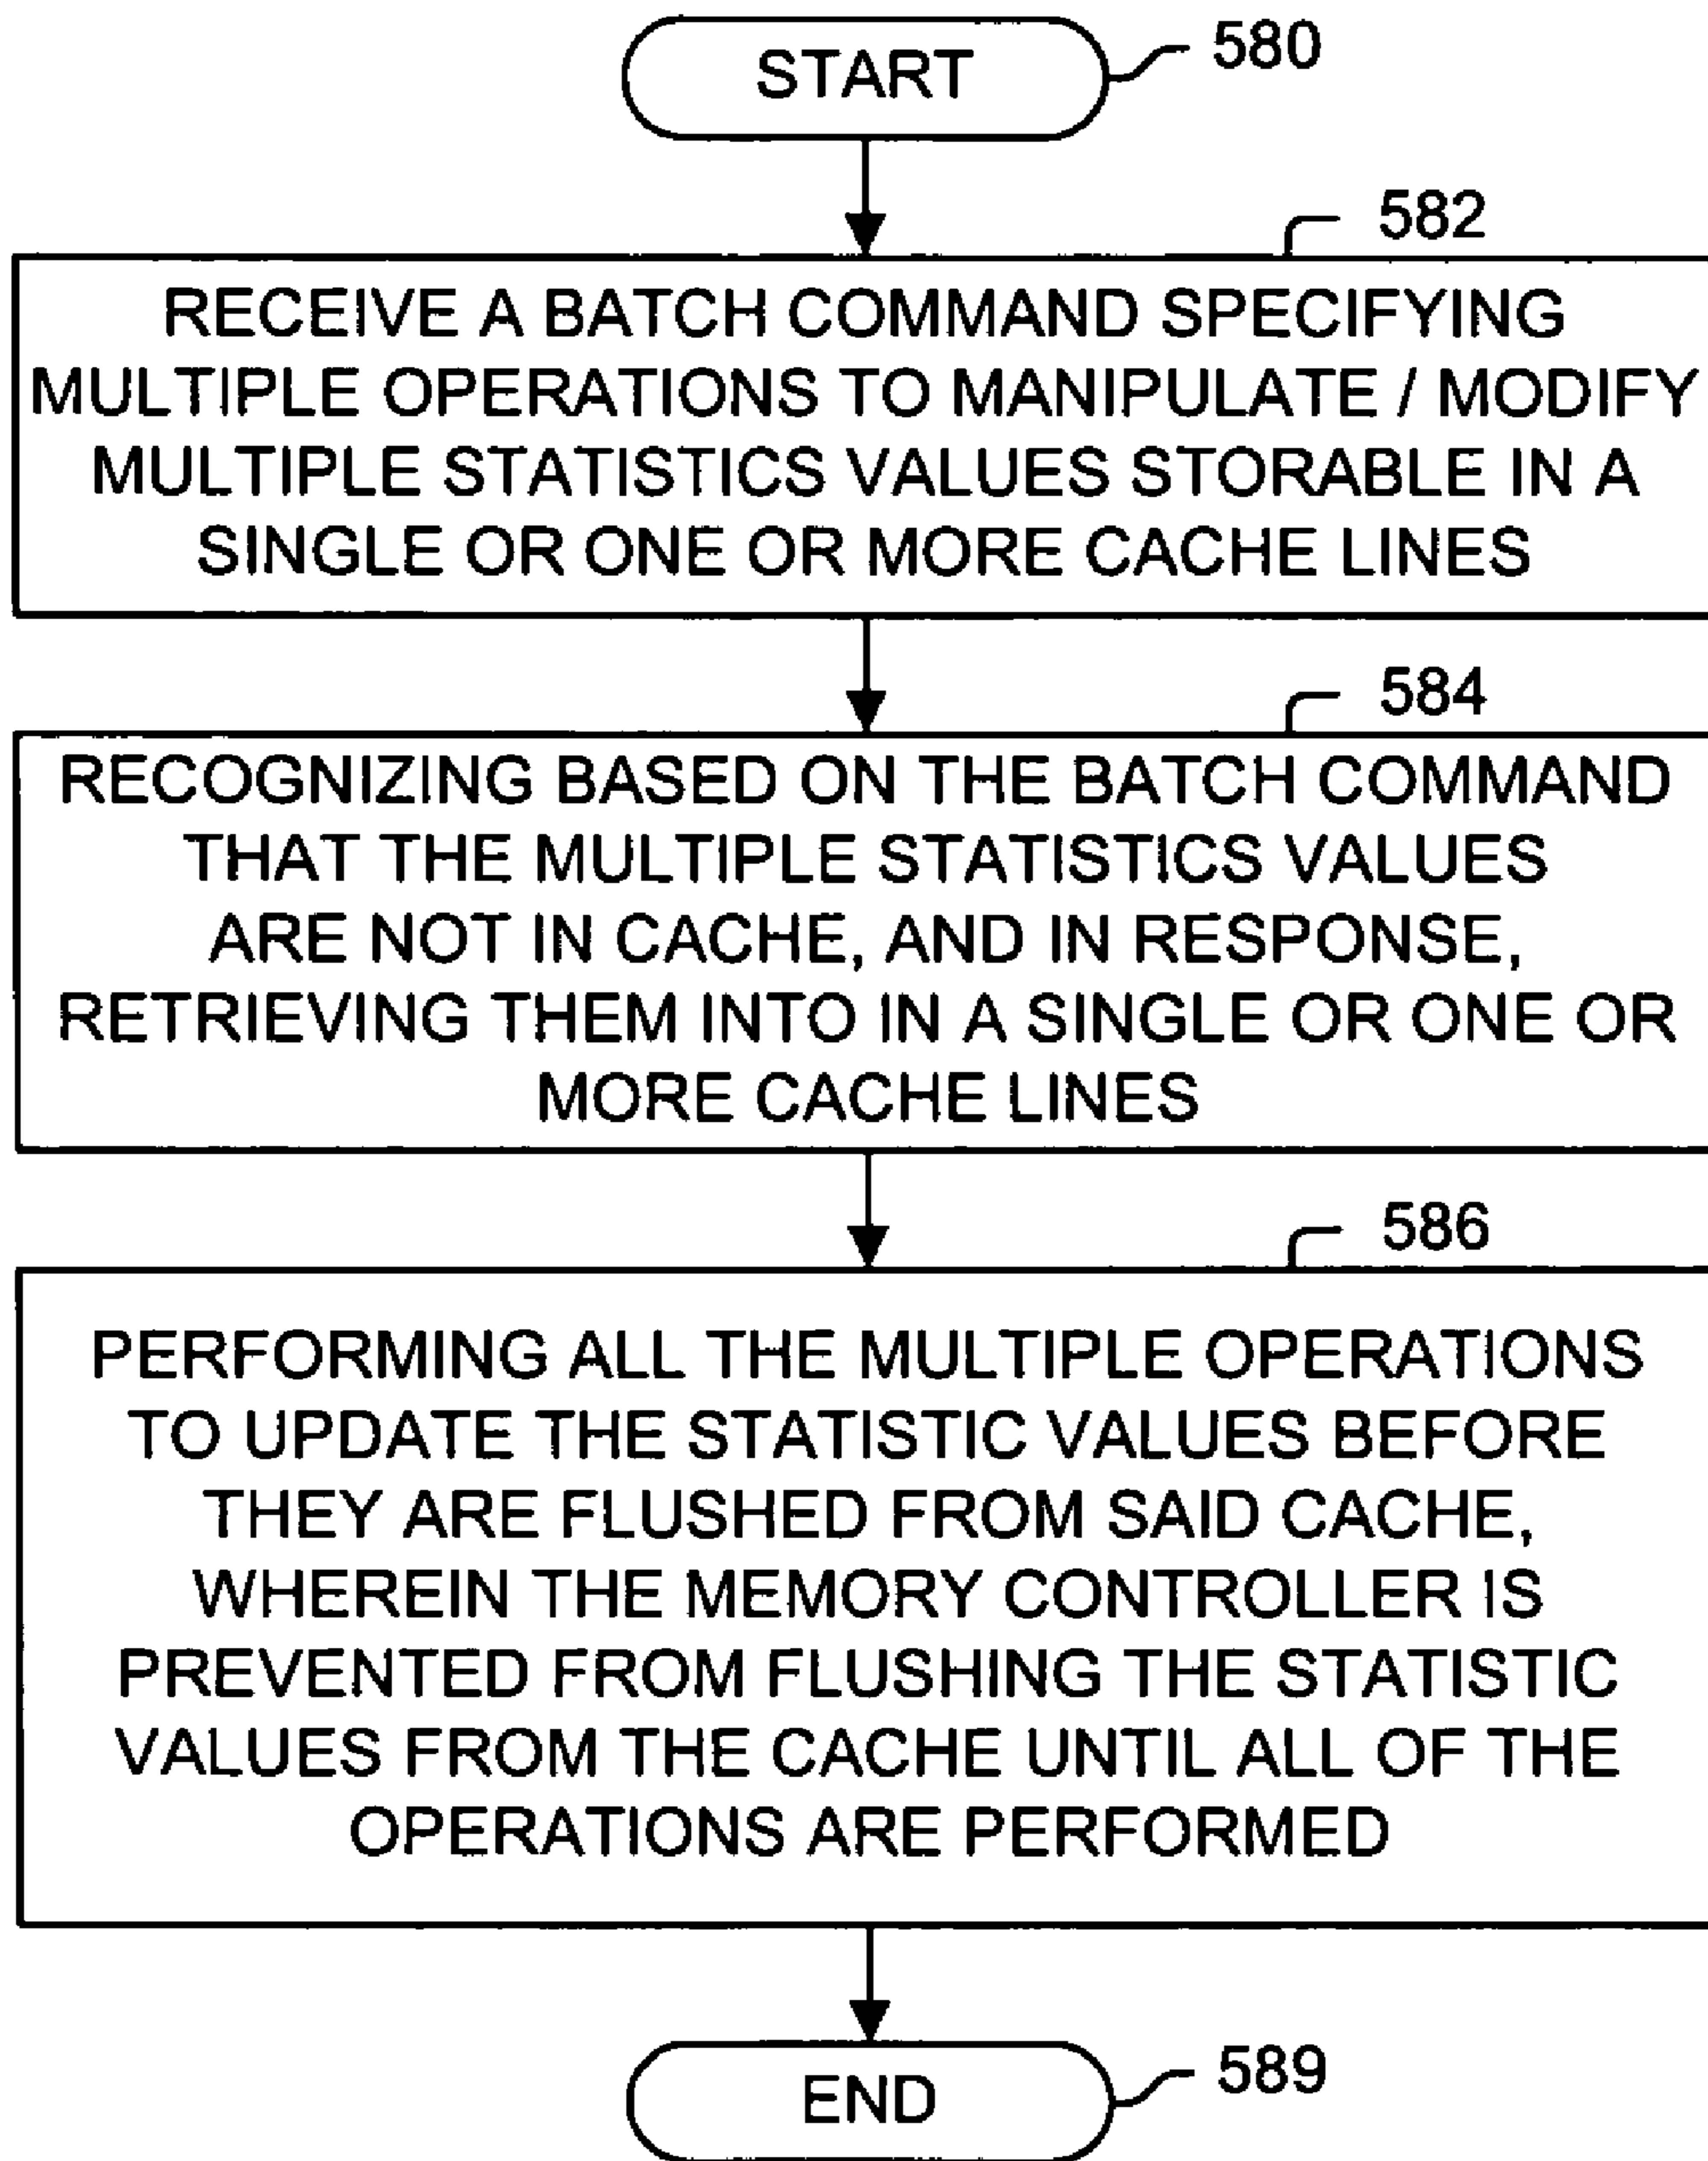 START
580
582
RECEIVE A BATCH COMMAND SPECIFYING
MULTIPLE OPERATIONS TO MANIPULATE / MODIFY
MULTIPLE STATISTICS VALUES STORABLE IN A
SINGLE OR ONE OR MORE CACHE LINES
584
RECOGNIZING BASED ON THE BATCH COMMAND
THAT THE MULTIPLE STATISTICS VALUES
ARE NOT IN CACHE, AND IN RESPONSE,
RETRIEVING THEM INTO IN A SINGLE OR ONE OR
MORE CACHE LINES
586
PERFORMING ALL THE MULTIPLE OPERATIONS
TO UPDATE THE STATISTIC VALUES BEFORE
THEY ARE FLUSHED FROM SAID CACHE,
WHEREIN THE MEMORY CONTROLLER IS
PREVENTED FROM FLUSHING THE STATISTIC
VALUES FROM THE CACHE UNTIL ALL OF THE
OPERATIONS ARE PERFORMED
END
589